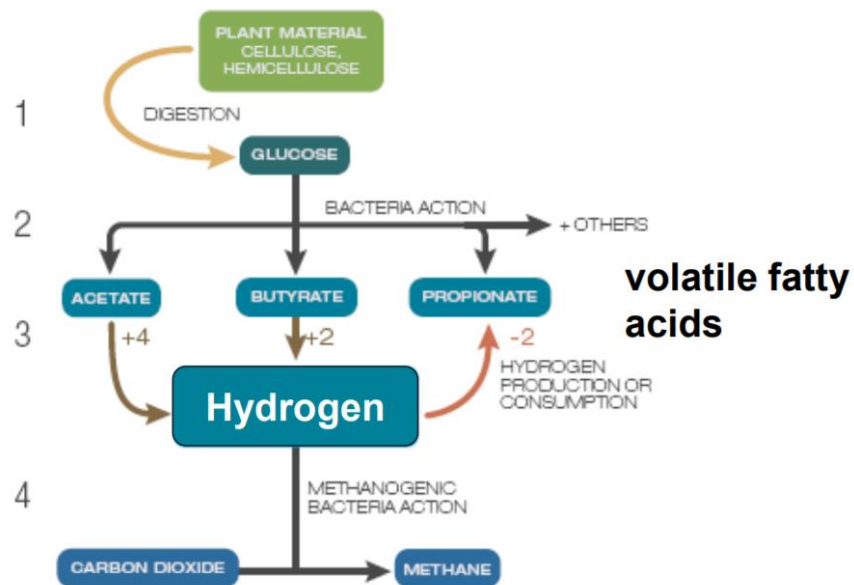 PLANT MATERIAL
CELLULOSE,
HEMICELLULOSE
1
DIGESTION
GLUCOSE
BACTERIA ACTION
2
+ OTHERS
ACETATE
BUTYRATE
PROPIONATE
volatile fatty
acids
3
+4
+2
-2
HYDROGEN
PRODUCTION OR
CONSUMPTION
Hydrogen
4
METHANOGENIC
BACTERIA ACTION
CARBON DIOXIDE
METHANE